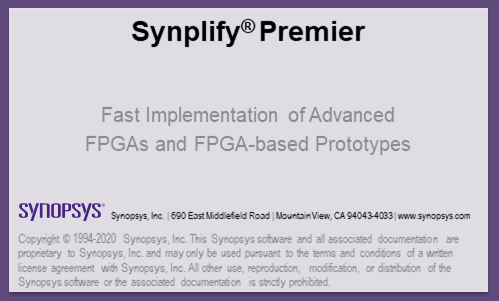 Synplify® Premier
Fast Implementation of Advanced
FPGAs and FPGA-based Prototypes
SYNOPSYS® Synopsys, Inc. | 690 East Middlefield Road | Mountain View, CA 94043-4033 | www.synopsys.com
Copyright © 1994-2020 Synopsys, Inc. This Synopsys software and all associated documentation are
proprietary to Synopsys, Inc. and may only be used pursuant to the terms and conditions of a written
license agreement with Synopsys, Inc. All other use, reproduction, modification, or distribution of the
Synopsys software or the associated documentation is strictly prohibited.